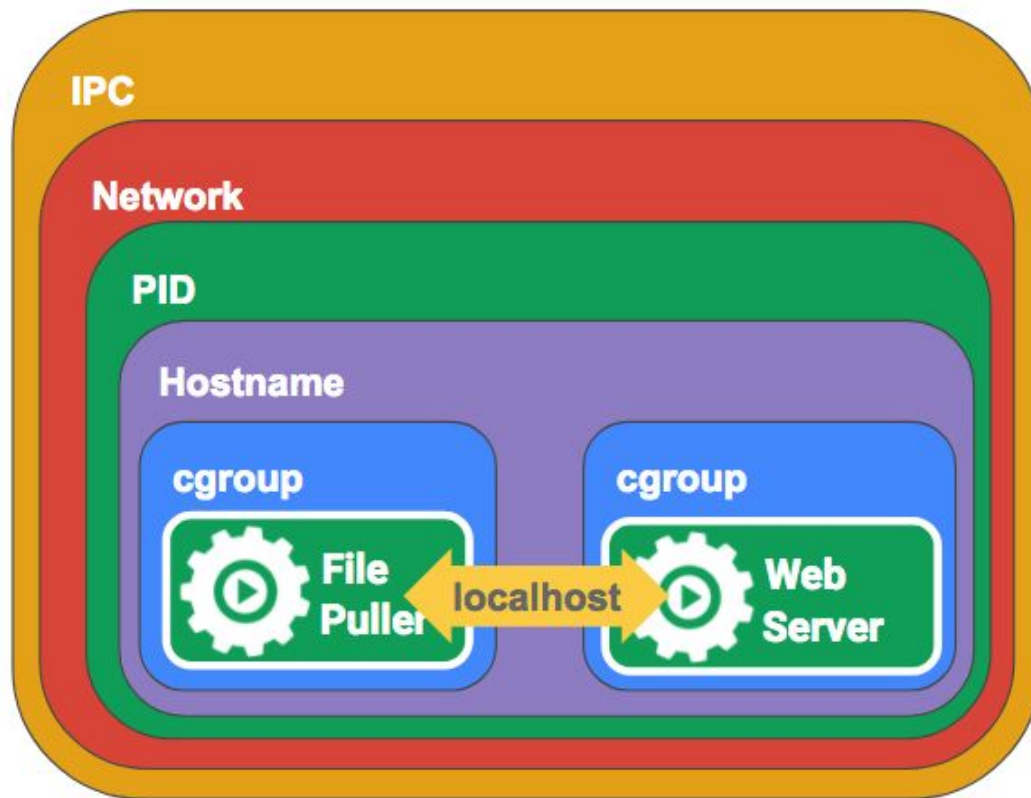 IPC
Network
PID
Hostname
cgroup
cgroup
File
Puller
localhost
Web
Server